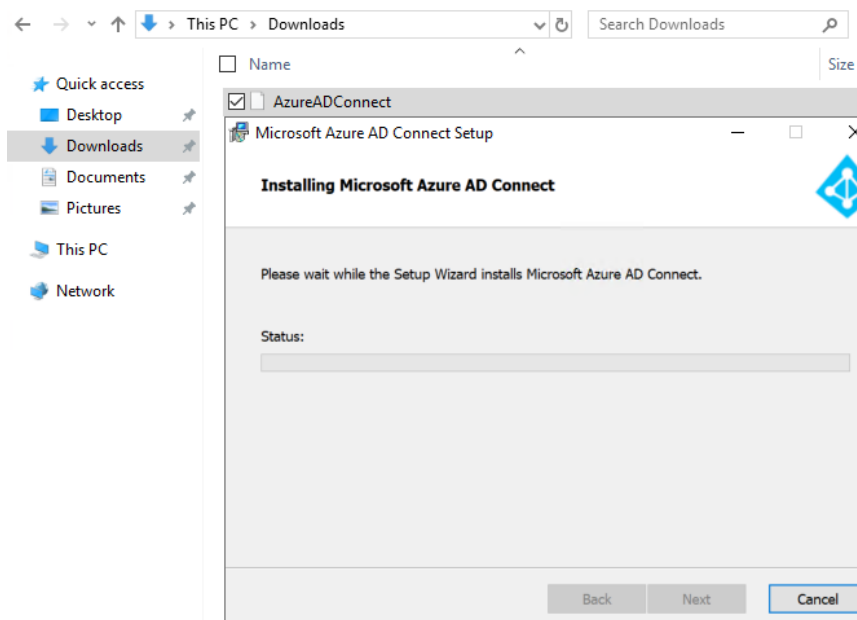 This PC > Downloads
Search Downloads
Name
Size
Quick access
AzureADConnect
Desktop
Microsoft Azure AD Connect Setup
Downloads
Documents
Installing Microsoft Azure AD Connect
Pictures
This PC
Please wait while the Setup Wizard installs Microsoft Azure AD Connect.
Network
Status:
Back
Next
Cancel